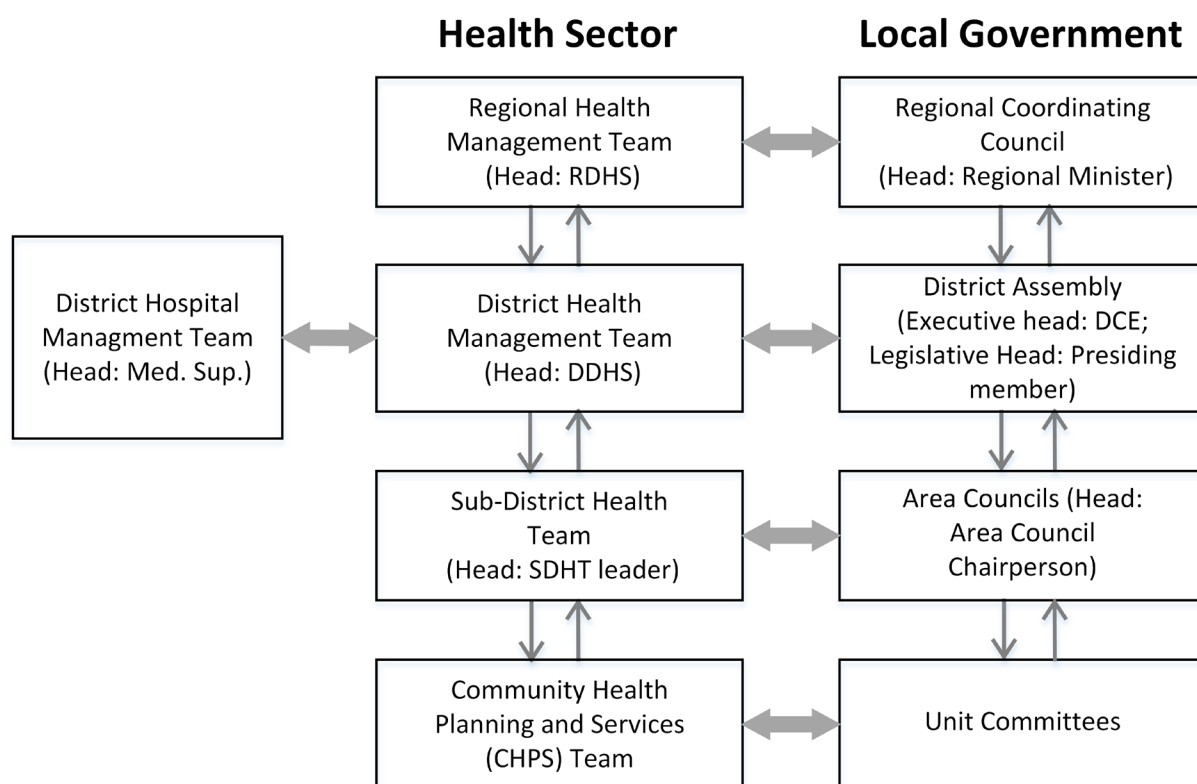 Health Sector
Local Government
Regional Health
Management Team
(Head: RDHS)
Regional Coordinating
Council
(Head: Regional Minister)
District Hospital
Managment Team
(Head: Med. Sup.)
District Health
Management Team
(Head: DDHS)
District Assembly
(Executive head: DCE;
Legislative Head: Presiding
member)
Sub-District Health
Team
(Head: SDHT leader)
Area Councils (Head:
Area Council
Chairperson)
Community Health
Planning and Services
(CHPS) Team
Unit Committees